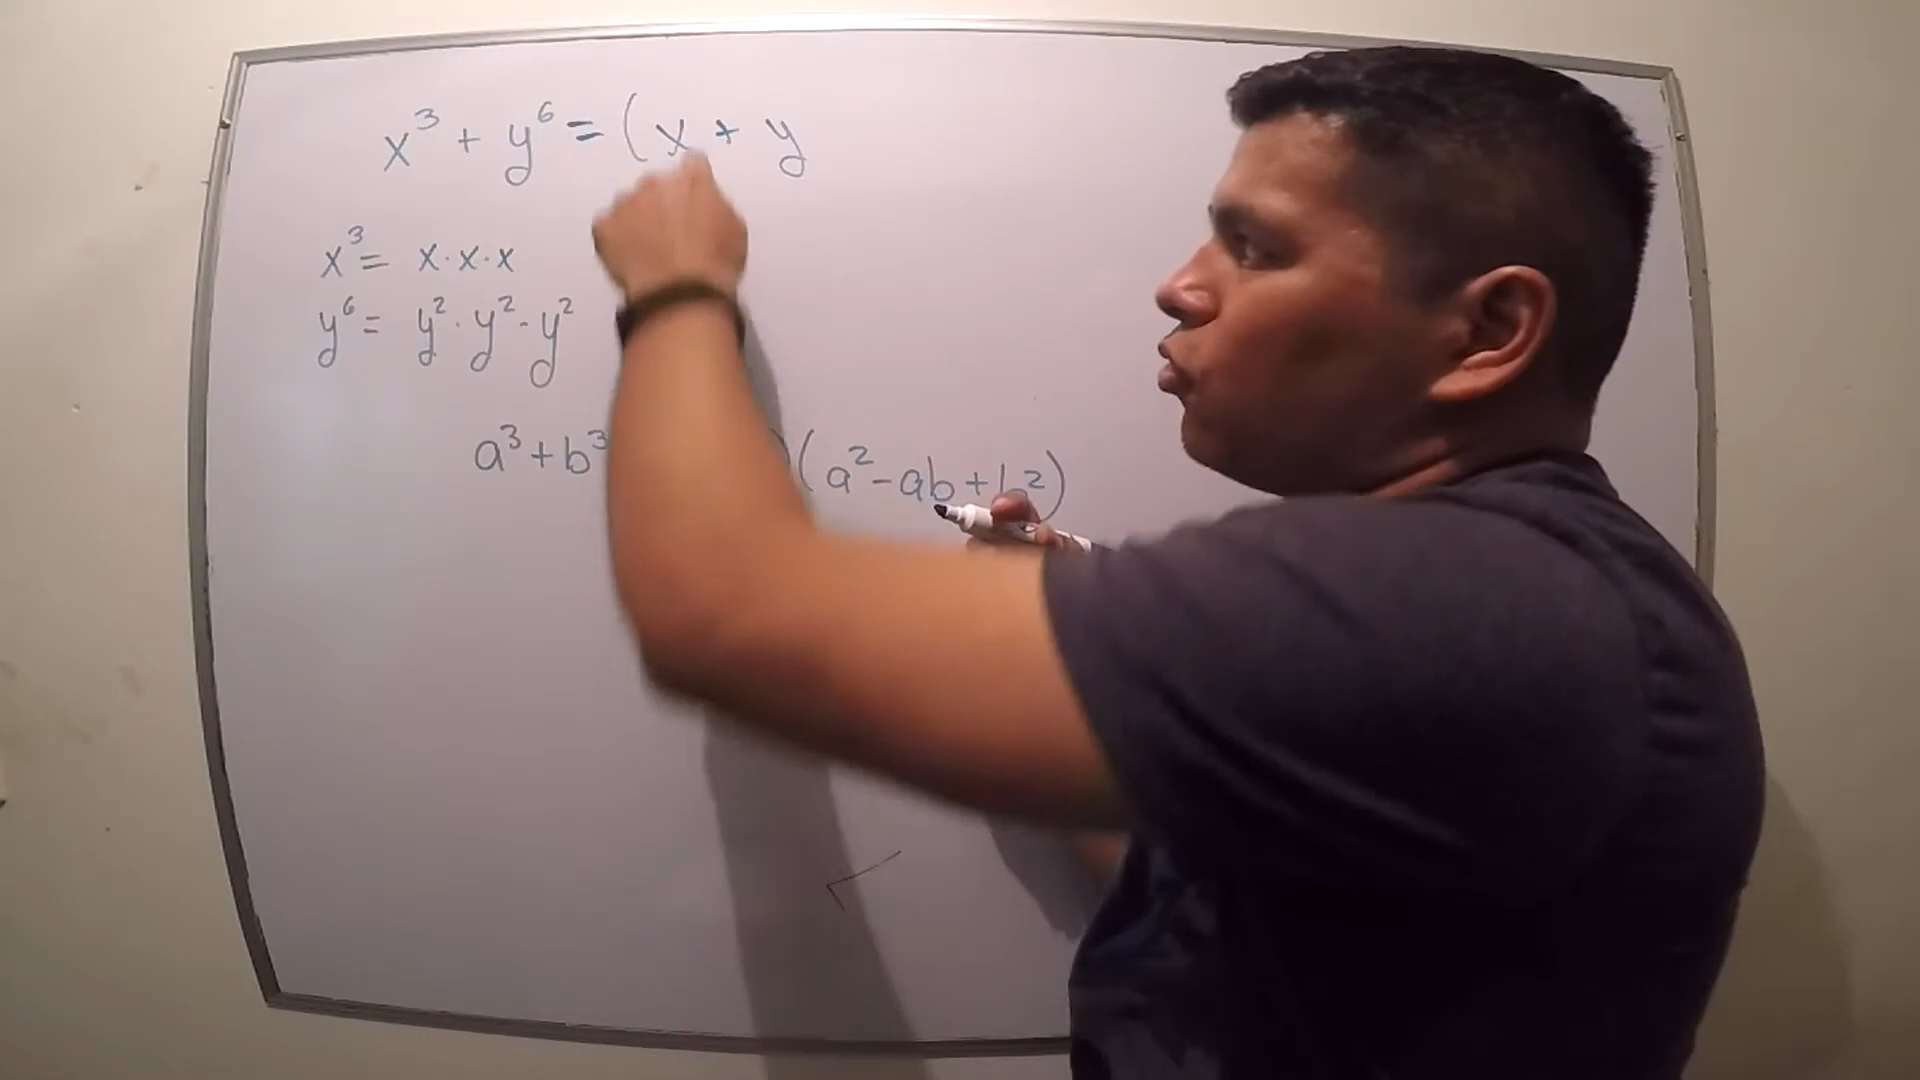 x³ + y⁶ = (x + y
x³ = x·x·x
y⁶ = y²·y²·y²
a³+b³ )(a²-ab+b²)